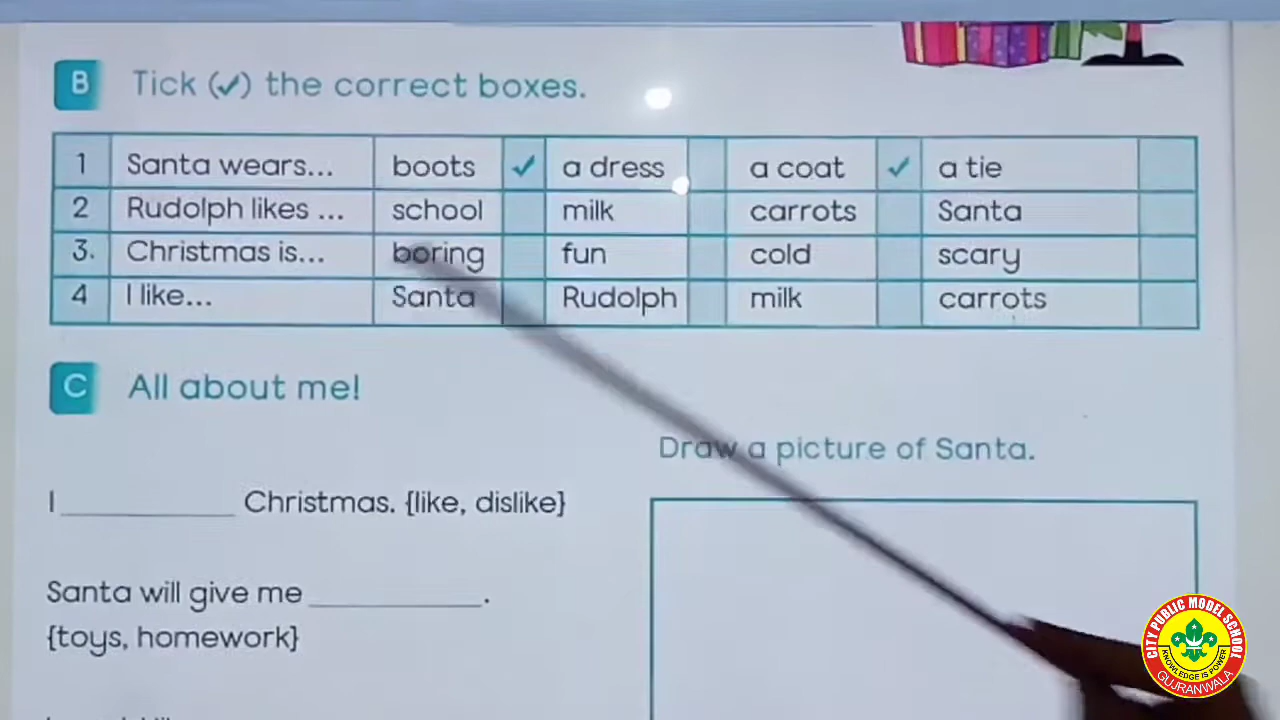 B Tick (✓) the correct boxes.
1 Santa wears... boots ✓ a dress a coat ✓ a tie
2 Rudolph likes ... school milk carrots Santa
3. Christmas is... boring fun cold scary
4 I like... Santa Rudolph milk carrots
C All about me!
Draw a picture of Santa.
I __________ Christmas. {like, dislike}
Santa will give me __________.
{toys, homework}
CITY PUBLIC MODEL SCHOOL
KNOWLEDGE IS POWER
GUJRANWALA